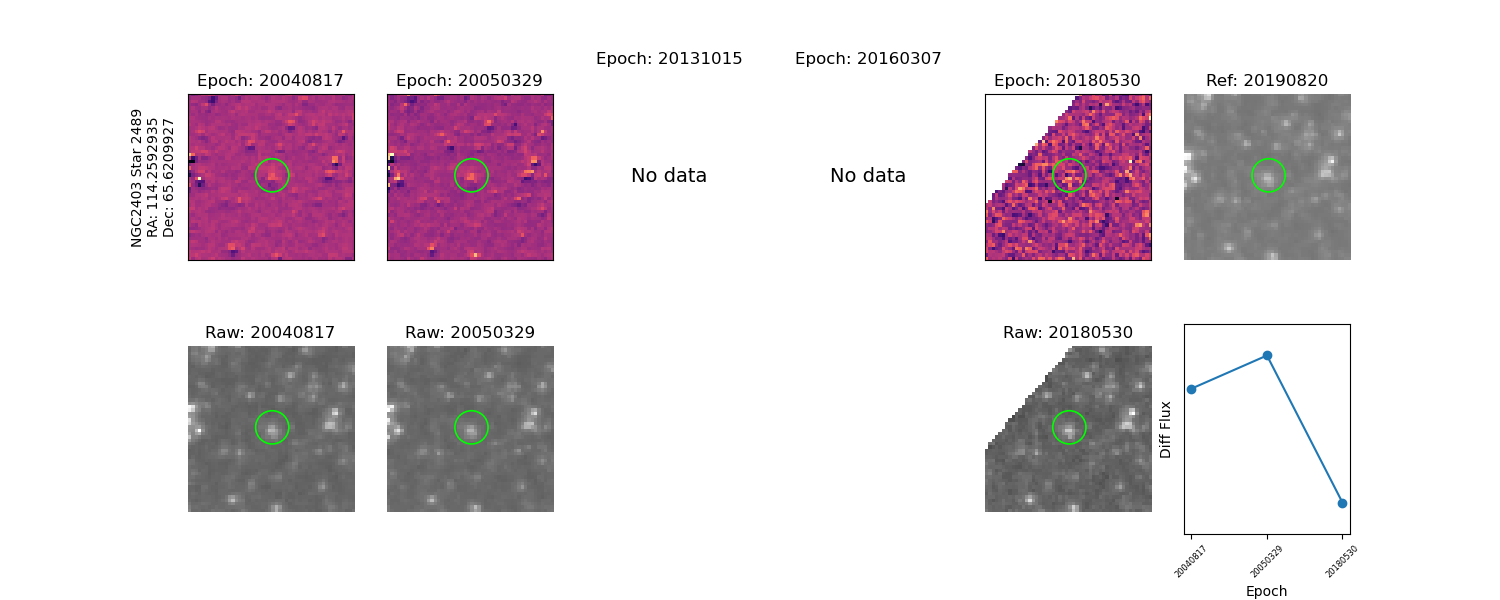 Epoch: 20131015
Epoch: 20160307
Epoch: 20040817
Epoch: 20050329
Epoch: 20180530
Ref: 20190820
NGC2403 Star 2489
RA: 114.2592935
Dec: 65.6209927
No data
No data
Raw: 20040817
Raw: 20050329
Raw: 20180530
Diff Flux
20040817
20050329
20180530
Epoch